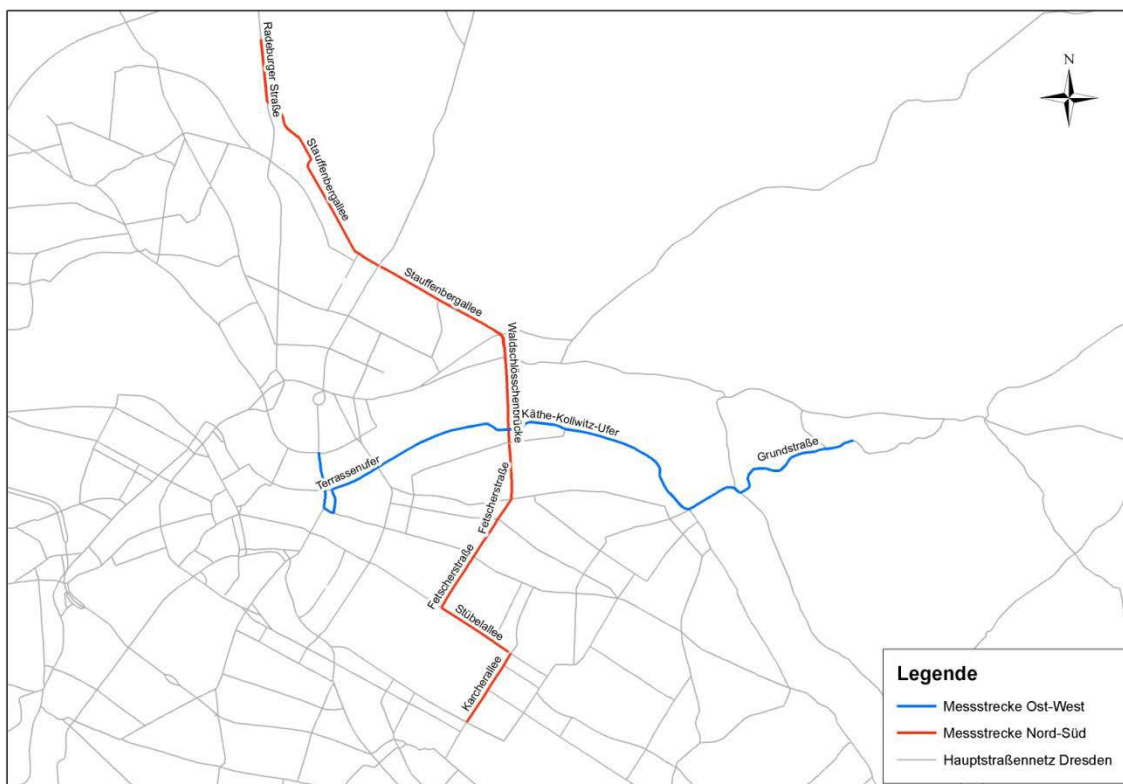 Radeburger Straße
N
Stauffenbergallee
Stauffenbergallee
Waldschlösschenbrücke
Käthe-Kollwitz-Ufer
Grundstraße
Terrassenufer
Fetscherstraße
Fetscherstraße
Stübelallee
Karcherallee
Legende
Messstrecke Ost-West
Messstrecke Nord-Süd
Hauptstraßennetz Dresden